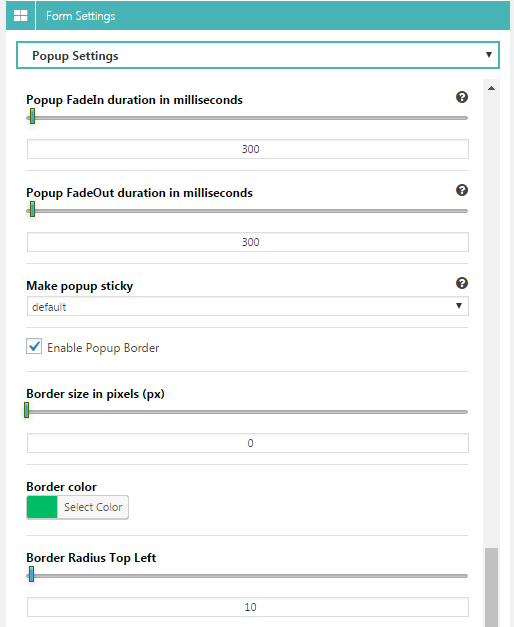 Form Settings
Popup Settings
Popup FadeIn duration in milliseconds
300
Popup FadeOut duration in milliseconds
300
Make popup sticky
default
Enable Popup Border
Border size in pixels (px)
0
Border color
Select Color
Border Radius Top Left
10